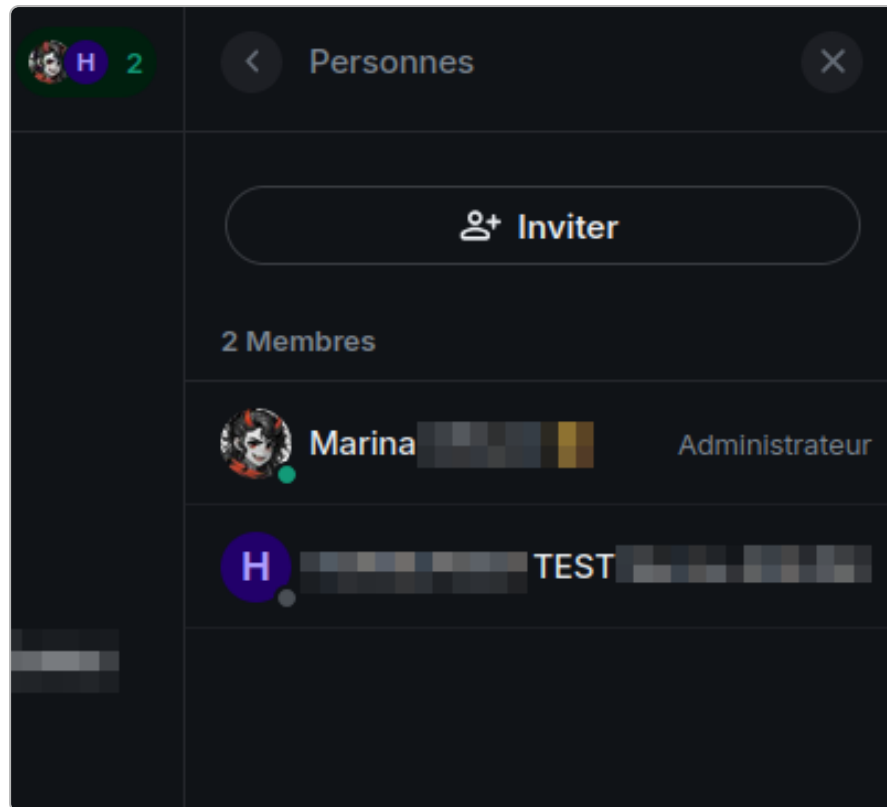 H 2
Personnes
Inviter
2 Membres
Marina
Administrateur
H
TEST